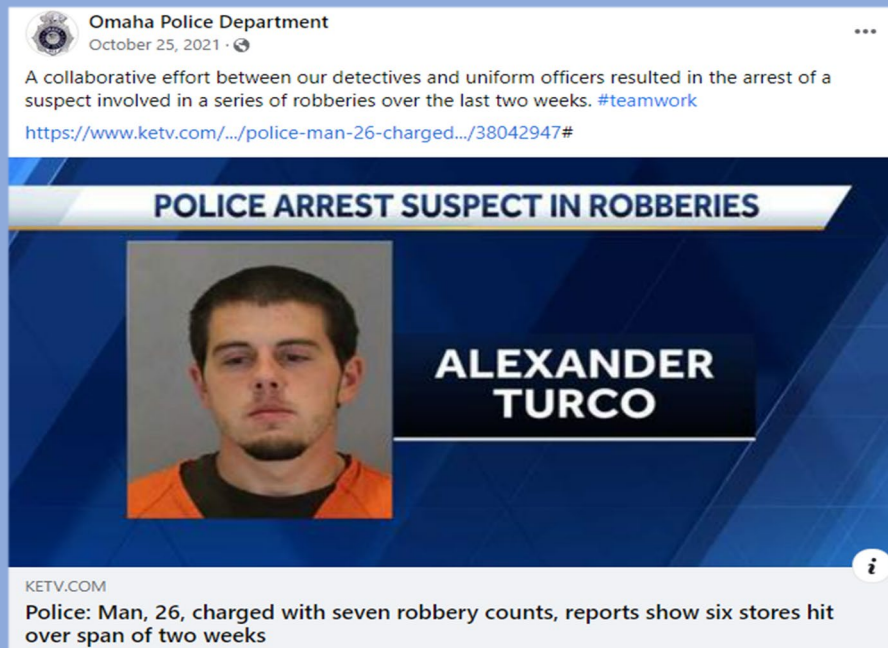 Omaha Police Department
October 25, 2021 ·
A collaborative effort between our detectives and uniform officers resulted in the arrest of a
suspect involved in a series of robberies over the last two weeks. #teamwork
https://www.ketv.com/.../police-man-26-charged.../38042947#
POLICE ARREST SUSPECT IN ROBBERIES
ALEXANDER
TURCO
i
KETV.COM
Police: Man, 26, charged with seven robbery counts, reports show six stores hit
over span of two weeks